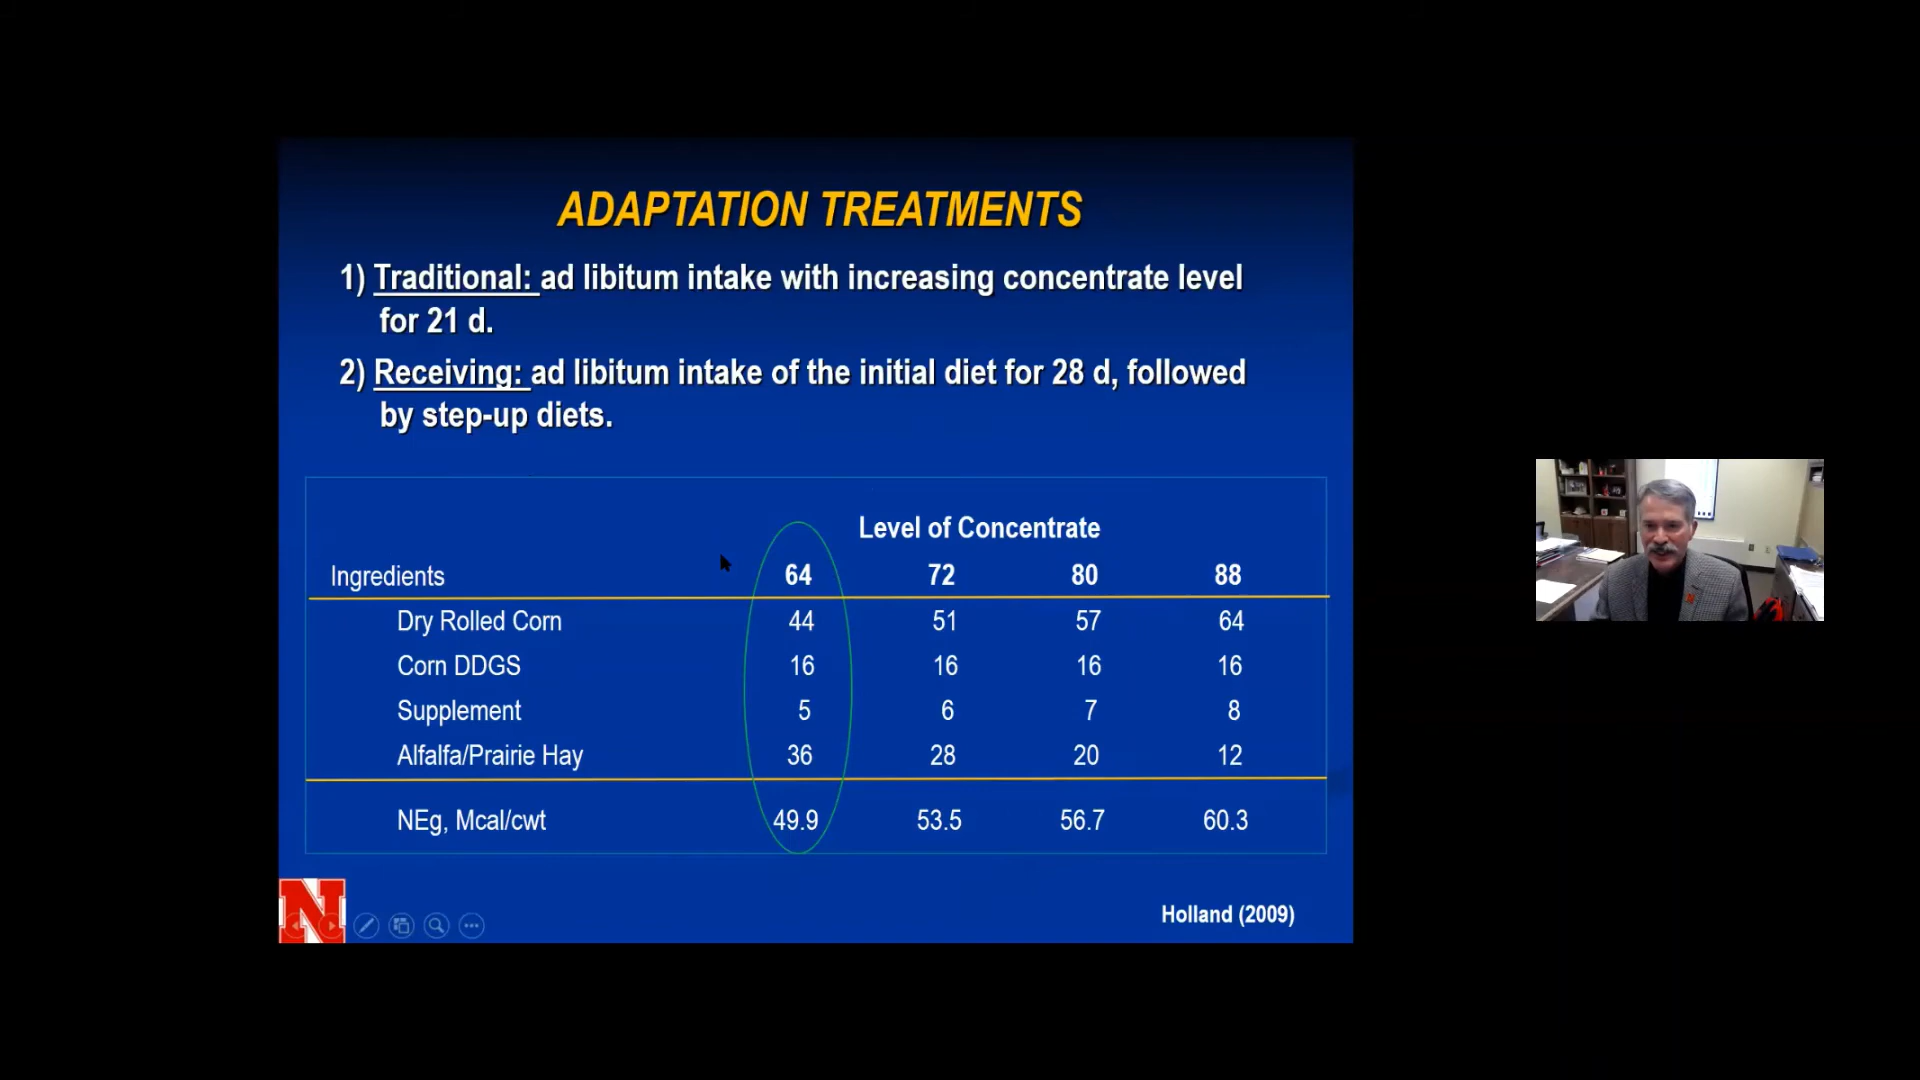 ADAPTATION TREATMENTS
1) Traditional: ad libitum intake with increasing concentrate level
for 21 d.
2) Receiving: ad libitum intake of the initial diet for 28 d, followed
by step-up diets.
Level of Concentrate
Ingredients 64 72 80 88
Dry Rolled Corn 44 51 57 64
Corn DDGS 16 16 16 16
Supplement 5 6 7 8
Alfalfa/Prairie Hay 36 28 20 12
NEg, Mcal/cwt 49.9 53.5 56.7 60.3
N
Holland (2009)